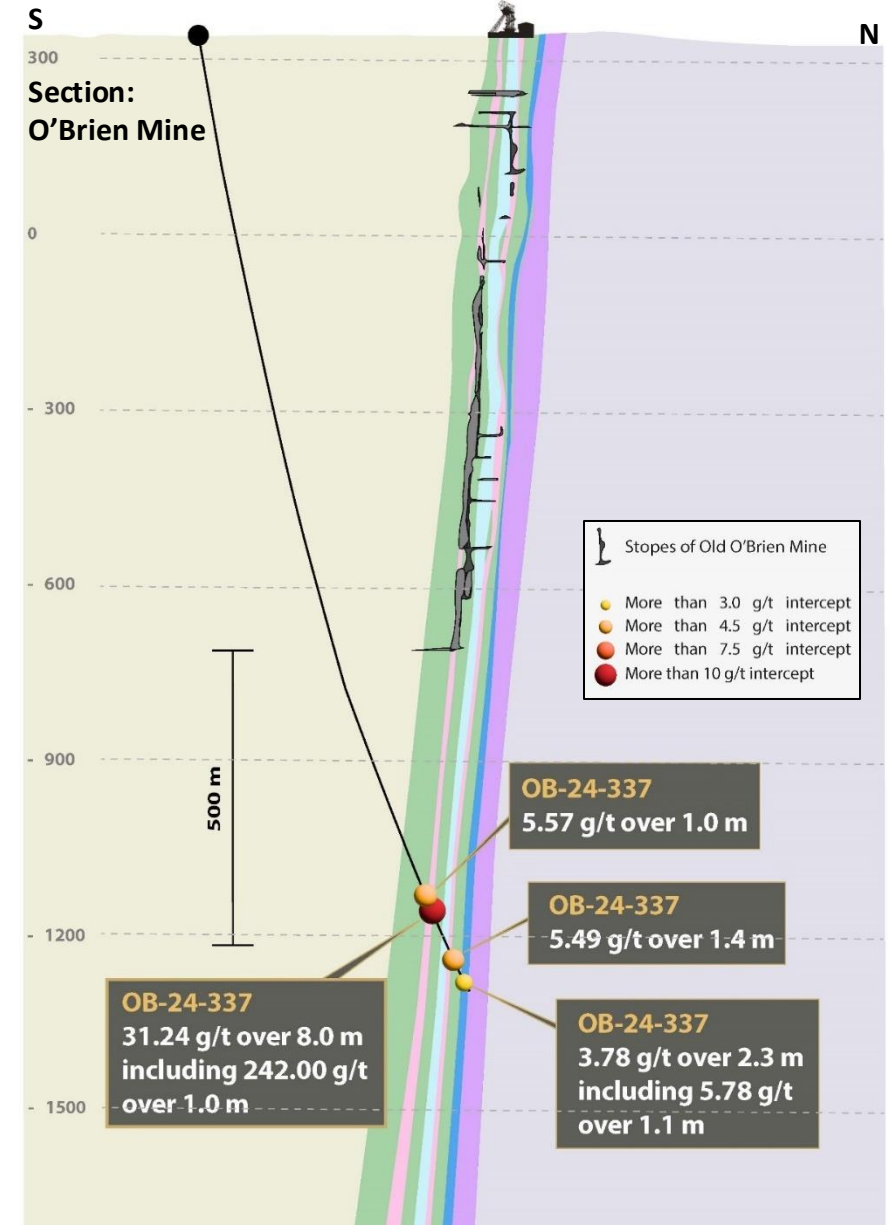 S
N
300
Section:
O'Brien Mine
0
- 300
- 600
Stopes of Old O'Brien Mine
More than 3.0 g/t intercept
More than 4.5 g/t intercept
More than 7.5 g/t intercept
More than 10 g/t intercept
- 900
500 m
OB-24-337
5.57 g/t over 1.0 m
OB-24-337
5.49 g/t over 1.4 m
- 1200
OB-24-337
31.24 g/t over 8.0 m
including 242.00 g/t
over 1.0 m
OB-24-337
3.78 g/t over 2.3 m
including 5.78 g/t
over 1.1 m
- 1500